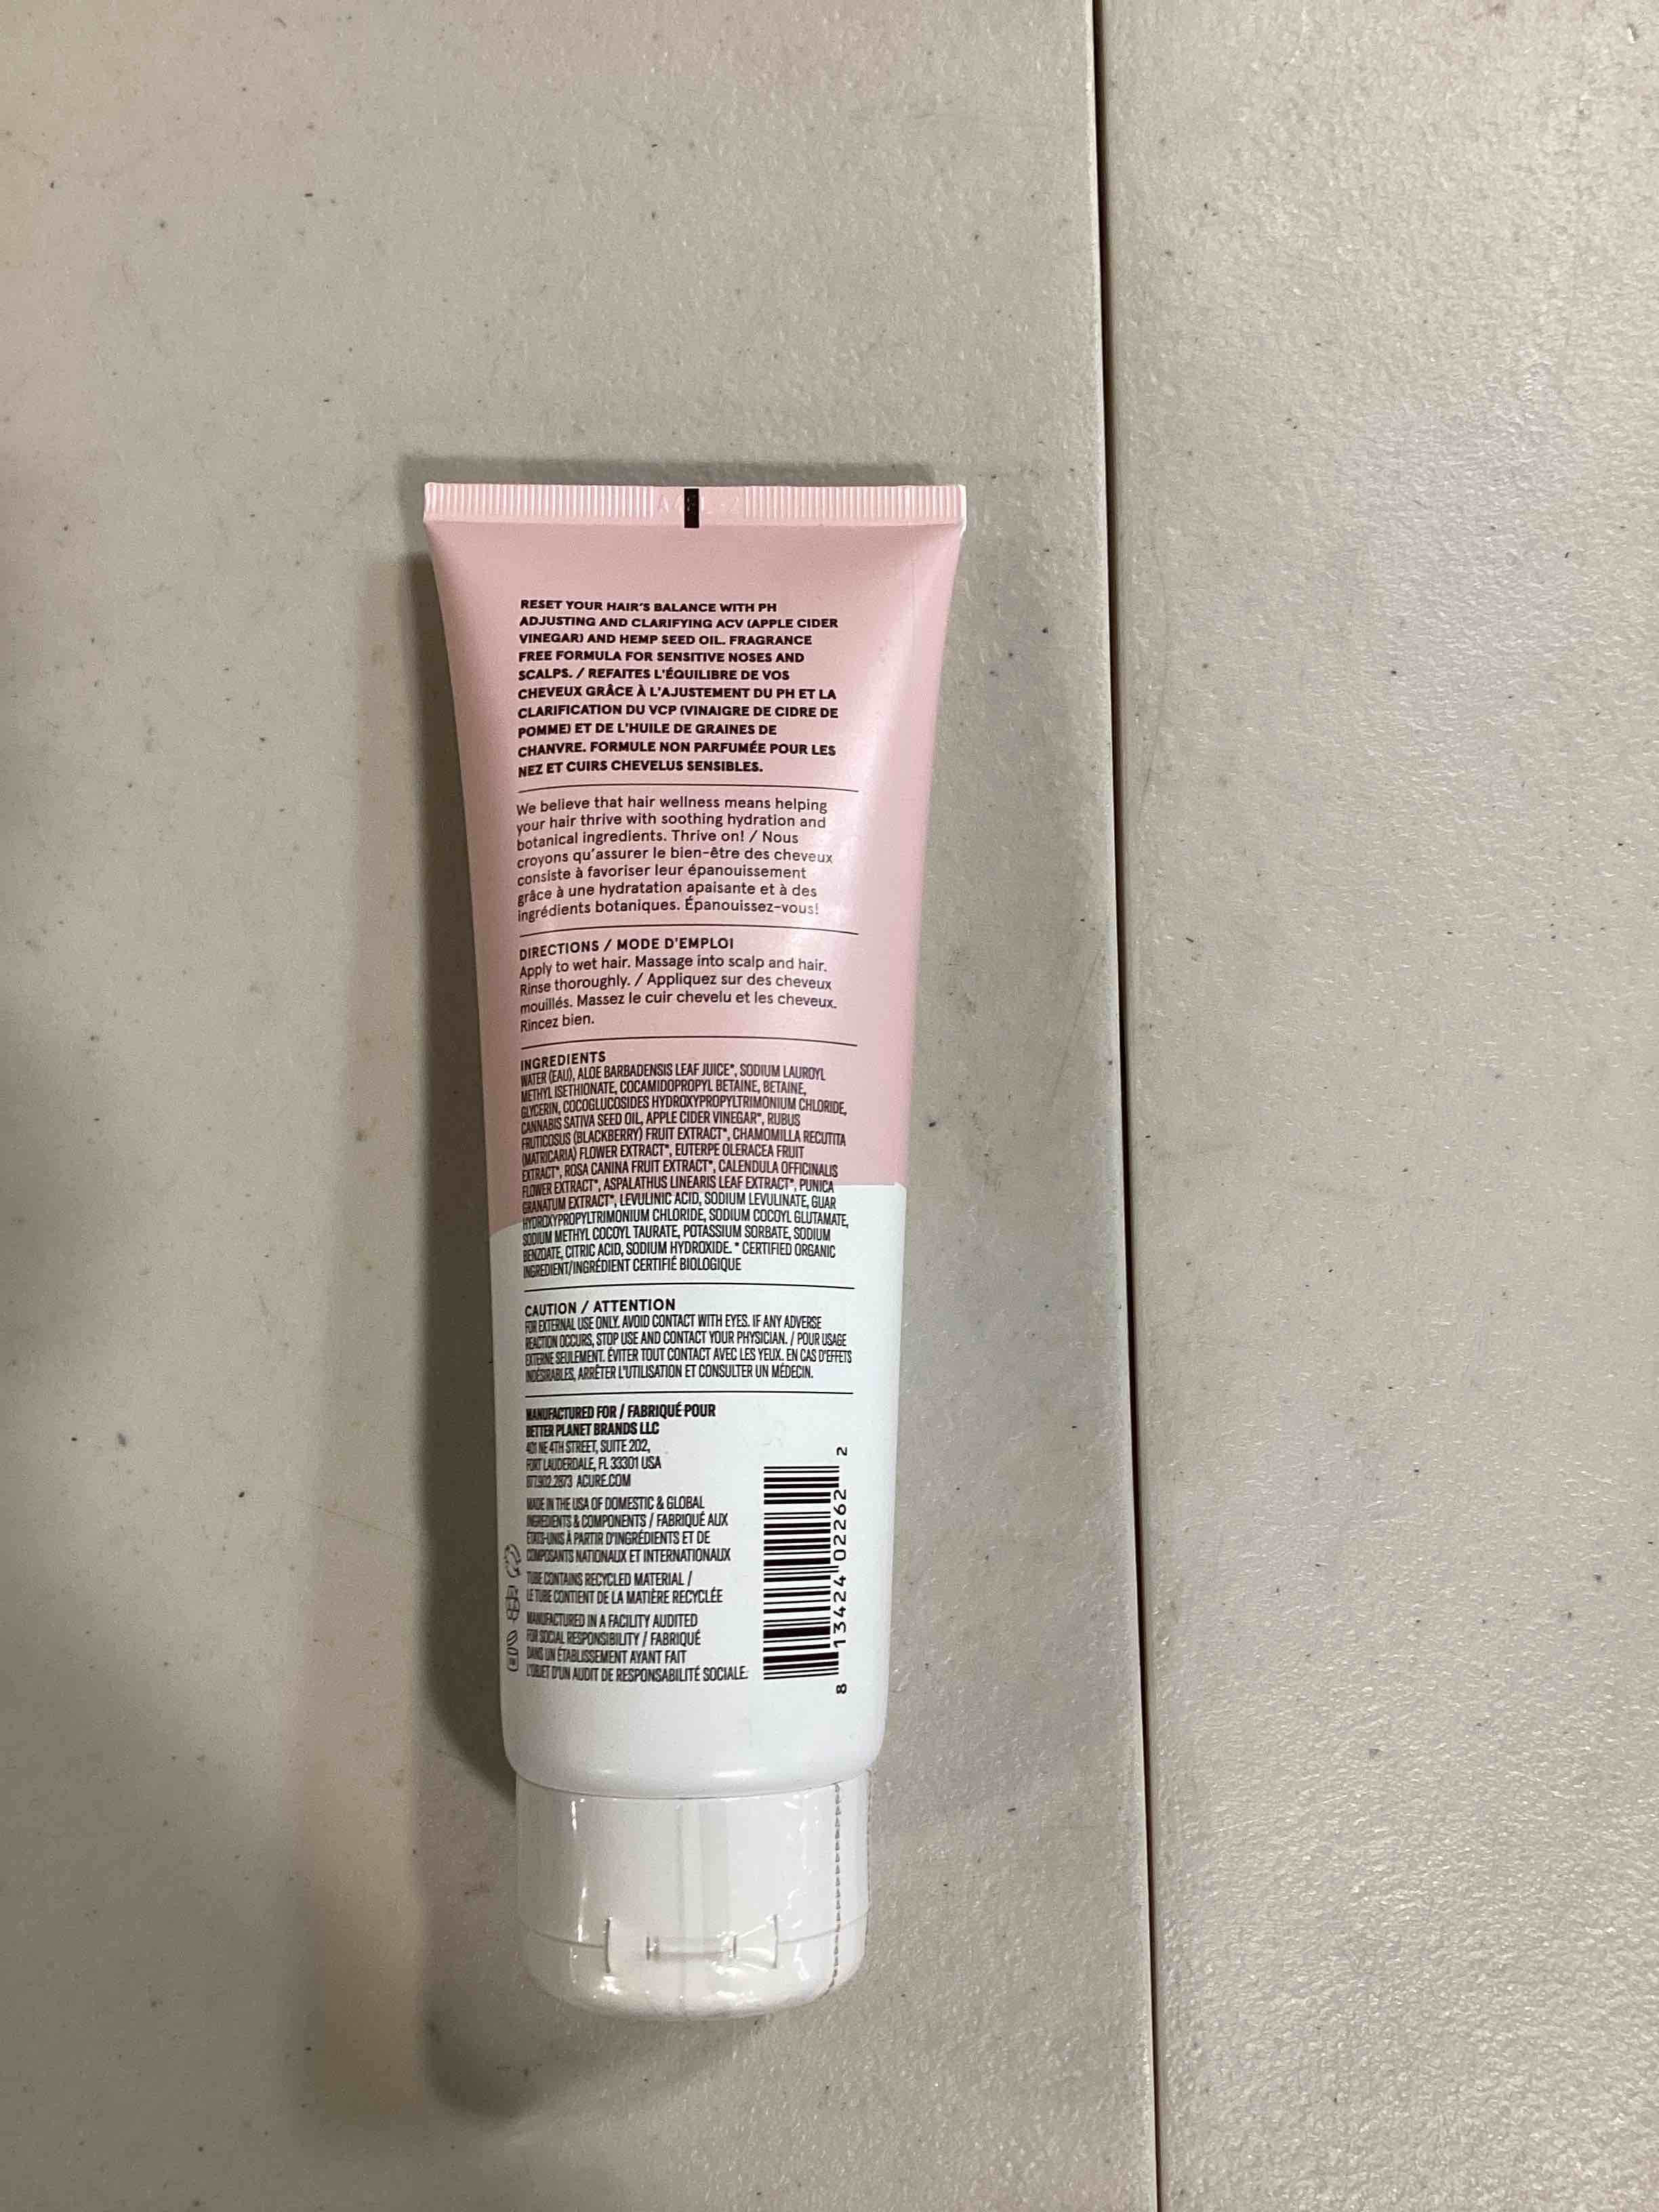 RESET YOUR HAIR'S BALANCE WITH PH
ADJUSTING AND CLARIFYING ACV (APPLE CIDER
VINEGAR) AND HEMP SEED OIL. FRAGRANCE
FREE FORMULA FOR SENSITIVE NOSES AND
SCALPS. / REFAITES L'ÉQUILIBRE DE VOS
CHEVEUX GRÂCE À L'AJUSTEMENT DU PH ET LA
CLARIFICATION DU VCP (VINAIGRE DE CIDRE DE
POMME) ET DE L'HUILE DE GRAINES DE
CHANVRE. FORMULE NON PARFUMÉE POUR LES
NEZ ET CUIRS CHEVELUS SENSIBLES.
We believe that hair wellness means helping
your hair thrive with soothing hydration and
botanical ingredients. Thrive on! / Nous
croyons qu'assurer le bien-être des cheveux
consiste à favoriser leur épanouissement
grâce à une hydratation apaisante et à des
ingrédients botaniques. Épanouissez-vous!
DIRECTIONS / MODE D'EMPLOI
Apply to wet hair. Massage into scalp and hair.
Rinse thoroughly. / Appliquez sur des cheveux
mouillés. Massez le cuir chevelu et les cheveux.
Rincez bien.
INGREDIENTS
WATER (EAU), ALOE BARBADENSIS LEAF JUICE*, SODIUM LAUROYL
METHYL ISETHIONATE, COCAMIDOPROPYL BETAINE, BETAINE,
GLYCERIN, COCOGLUCOSIDES HYDROXYPROPYLTRIMONIUM CHLORIDE,
CANNABIS SATIVA SEED OIL, APPLE CIDER VINEGAR*, RUBUS
FRUTICOSUS (BLACKBERRY) FRUIT EXTRACT*, CHAMOMILLA RECUTITA
(MATRICARIA) FLOWER EXTRACT*, EUTERPE OLERACEA FRUIT
EXTRACT*, ROSA CANINA FRUIT EXTRACT*, CALENDULA OFFICINALIS
FLOWER EXTRACT*, ASPALATHUS LINEARIS LEAF EXTRACT*, PUNICA
GRANATUM EXTRACT*, LEVULINIC ACID, SODIUM LEVULINATE, GUAR
HYDROXYPROPYLTRIMONIUM CHLORIDE, SODIUM COCOYL GLUTAMATE,
SODIUM METHYL COCOYL TAURATE, POTASSIUM SORBATE, SODIUM
BENZOATE, CITRIC ACID, SODIUM HYDROXIDE. * CERTIFIED ORGANIC
INGREDIENT/INGRÉDIENT CERTIFIÉ BIOLOGIQUE
CAUTION / ATTENTION
FOR EXTERNAL USE ONLY. AVOID CONTACT WITH EYES. IF ANY ADVERSE
REACTION OCCURS, STOP USE AND CONTACT YOUR PHYSICIAN. / POUR USAGE
EXTERNE SEULEMENT. ÉVITER TOUT CONTACT AVEC LES YEUX. EN CAS D'EFFETS
INDÉSIRABLES, ARRÊTER L'UTILISATION ET CONSULTER UN MÉDECIN.
MANUFACTURED FOR / FABRIQUÉ POUR
BETTER PLANET BRANDS LLC
401 NE 4TH STREET, SUITE 202,
FORT LAUDERDALE, FL 33301 USA
877.902.2873 ACURE.COM
MADE IN THE USA OF DOMESTIC & GLOBAL
INGREDIENTS & COMPONENTS / FABRIQUÉ AUX
ÉTATS-UNIS À PARTIR D'INGRÉDIENTS ET DE
COMPOSANTS NATIONAUX ET INTERNATIONAUX
TUBE CONTAINS RECYCLED MATERIAL /
LE TUBE CONTIENT DE LA MATIÈRE RECYCLÉE
MANUFACTURED IN A FACILITY AUDITED
FOR SOCIAL RESPONSIBILITY / FABRIQUÉ
DANS UN ÉTABLISSEMENT AYANT FAIT
L'OBJET D'UN AUDIT DE RESPONSABILITÉ SOCIALE.
8 13424 02262 2